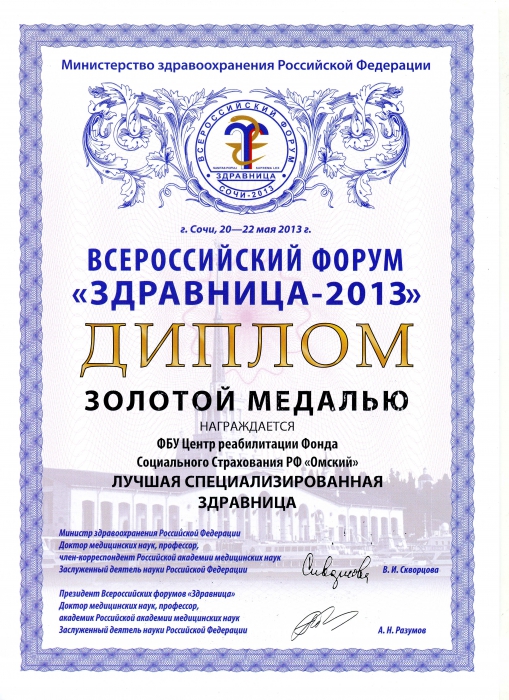 Министерство здравоохранения Российской Федерации
ВСЕРОССИЙСКИЙ ФОРУМ
ЗДРАВНИЦА
СОЧИ-2013
г. Сочи, 20—22 мая 2013 г.
ВСЕРОССИЙСКИЙ ФОРУМ
«ЗДРАВНИЦА-2013»
ДИПЛОМ
ЗОЛОТОЙ МЕДАЛЬЮ
НАГРАЖДАЕТСЯ
ФБУ Центр реабилитации Фонда
Социального Страхования РФ «Омский»
ЛУЧШАЯ СПЕЦИАЛИЗИРОВАННАЯ
ЗДРАВНИЦА
Министр здравоохранения Российской Федерации
Доктор медицинских наук, профессор,
член-корреспондент Российской академии медицинских наук
Заслуженный деятель науки Российской Федерации
В. И. Скворцова
Президент Всероссийских форумов «Здравница»
Доктор медицинских наук, профессор,
академик Российской академии медицинских наук
Заслуженный деятель науки Российской Федерации
А. Н. Разумов